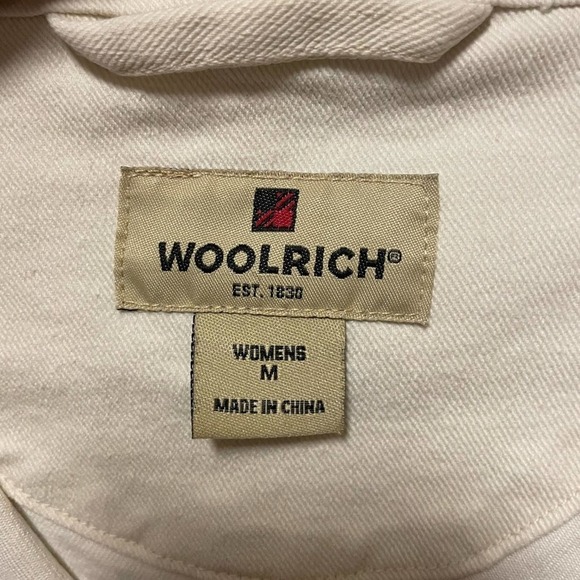 WOOLRICH®
EST. 1830
WOMENS
M
MADE IN CHINA